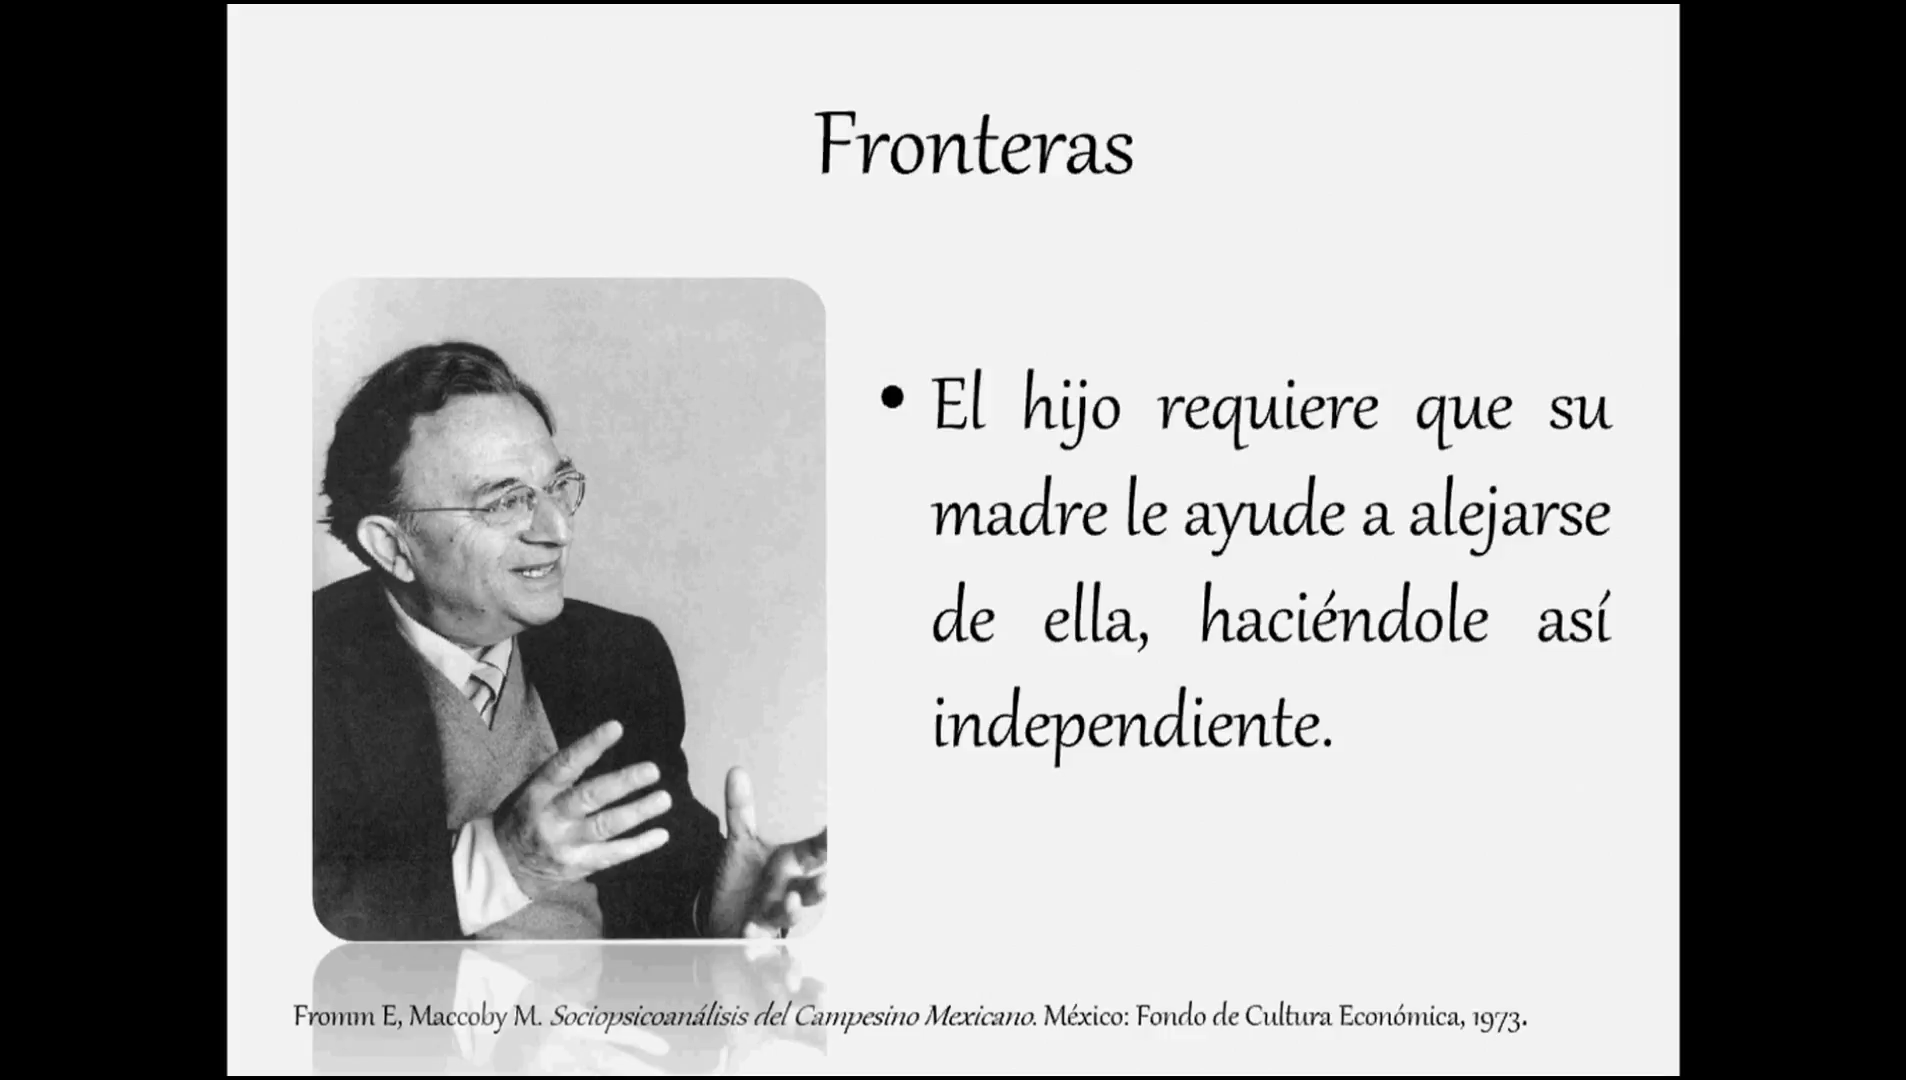 Fronteras
• El hijo requiere que su
madre le ayude a alejarse
de ella, haciéndole así
independiente.
Fromm E, Maccoby M. Sociopsicoanálisis del Campesino Mexicano. México: Fondo de Cultura Económica, 1973.